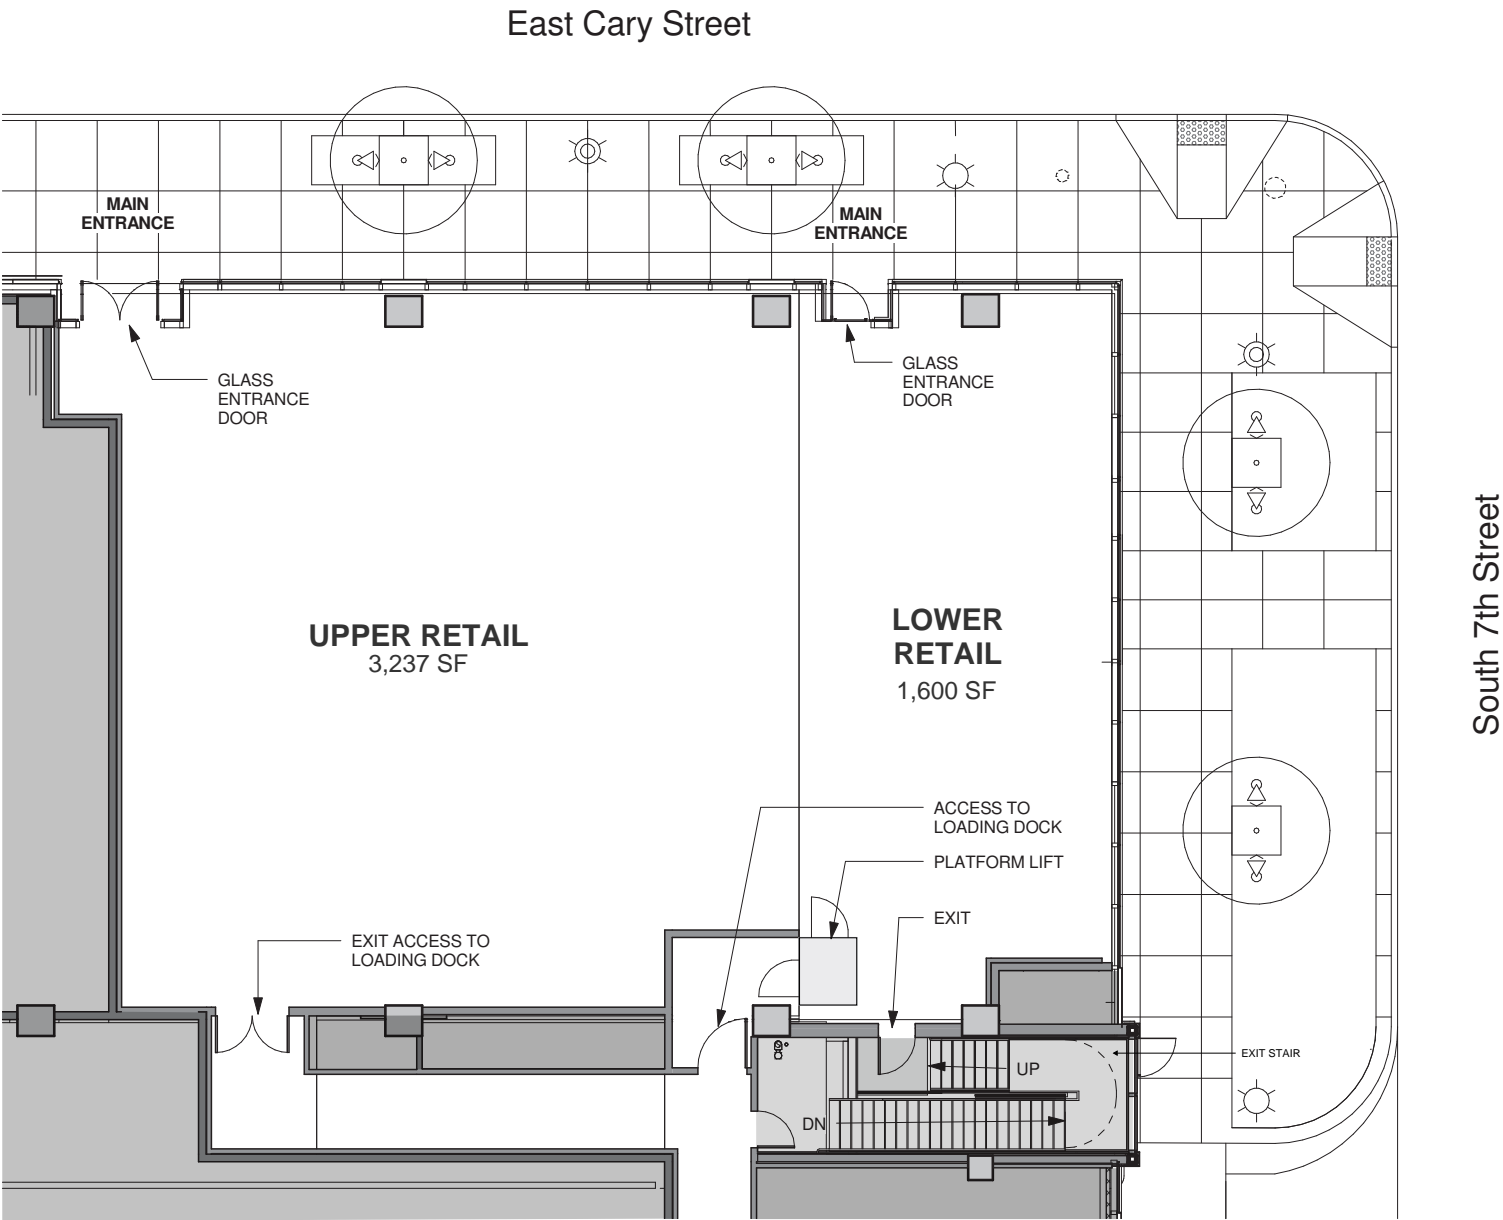 East Cary Street
MAIN
ENTRANCE
MAIN
ENTRANCE
GLASS
ENTRANCE
DOOR
GLASS
ENTRANCE
DOOR
South 7th Street
UPPER RETAIL
3,237 SF
LOWER
RETAIL
1,600 SF
ACCESS TO
LOADING DOCK
PLATFORM LIFT
EXIT
EXIT ACCESS TO
LOADING DOCK
EXIT STAIR
UP
DN